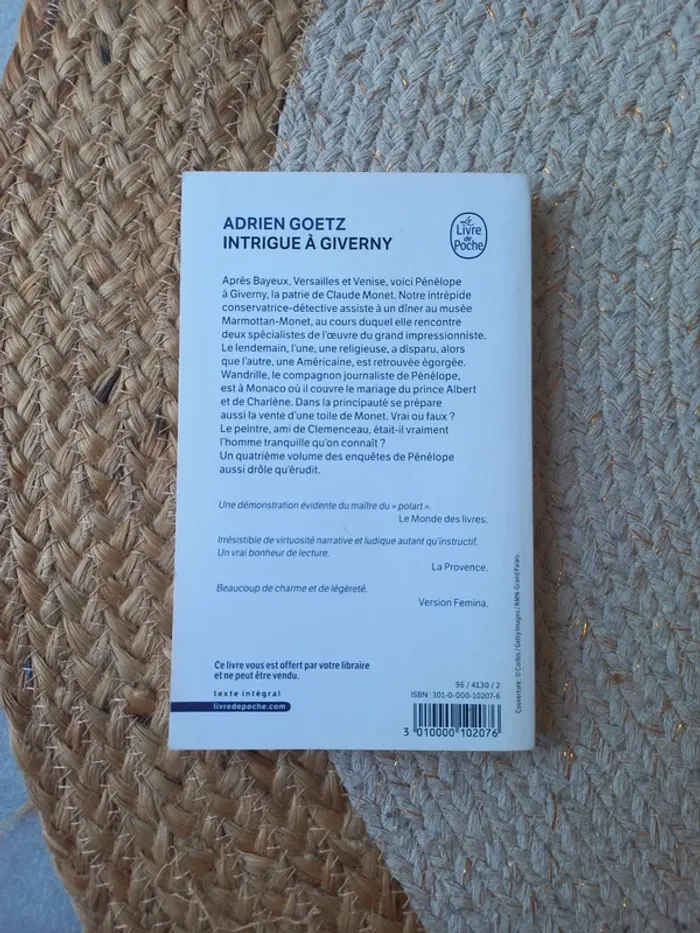 ADRIEN GOETZ
INTRIGUE À GIVERNY
Le
Livre
de
Poche
Après Bayeux, Versailles et Venise, voici Pénélope
à Giverny, la patrie de Claude Monet. Notre intrépide
conservatrice-détective assiste à un dîner au musée
Marmottan-Monet, au cours duquel elle rencontre
deux spécialistes de l'œuvre du grand impressionniste.
Le lendemain, l'une, une religieuse, a disparu, alors
que l'autre, une Américaine, est retrouvée égorgée.
Wandrille, le compagnon journaliste de Pénélope,
est à Monaco où il couvre le mariage du prince Albert
et de Charlène. Dans la principauté se prépare
aussi la vente d'une toile de Monet. Vrai ou faux ?
Le peintre, ami de Clemenceau, était-il vraiment
l'homme tranquille qu'on connaît ?
Un quatrième volume des enquêtes de Pénélope
aussi drôle qu'érudit.
Une démonstration évidente du maître du « polart ».
Le Monde des livres.
Irrésistible de virtuosité narrative et ludique autant qu'instructif.
Un vrai bonheur de lecture.
La Provence.
Beaucoup de charme et de légèreté.
Version Femina.
Ce livre vous est offert par votre libraire
et ne peut être vendu.
texte intégral
livredepoche.com
96 / 4130 / 2
ISBN : 301-0-000-10207-6
3 010000 102076
Couverture : © Corbis / Getty Images / RMN-Grand Palais.